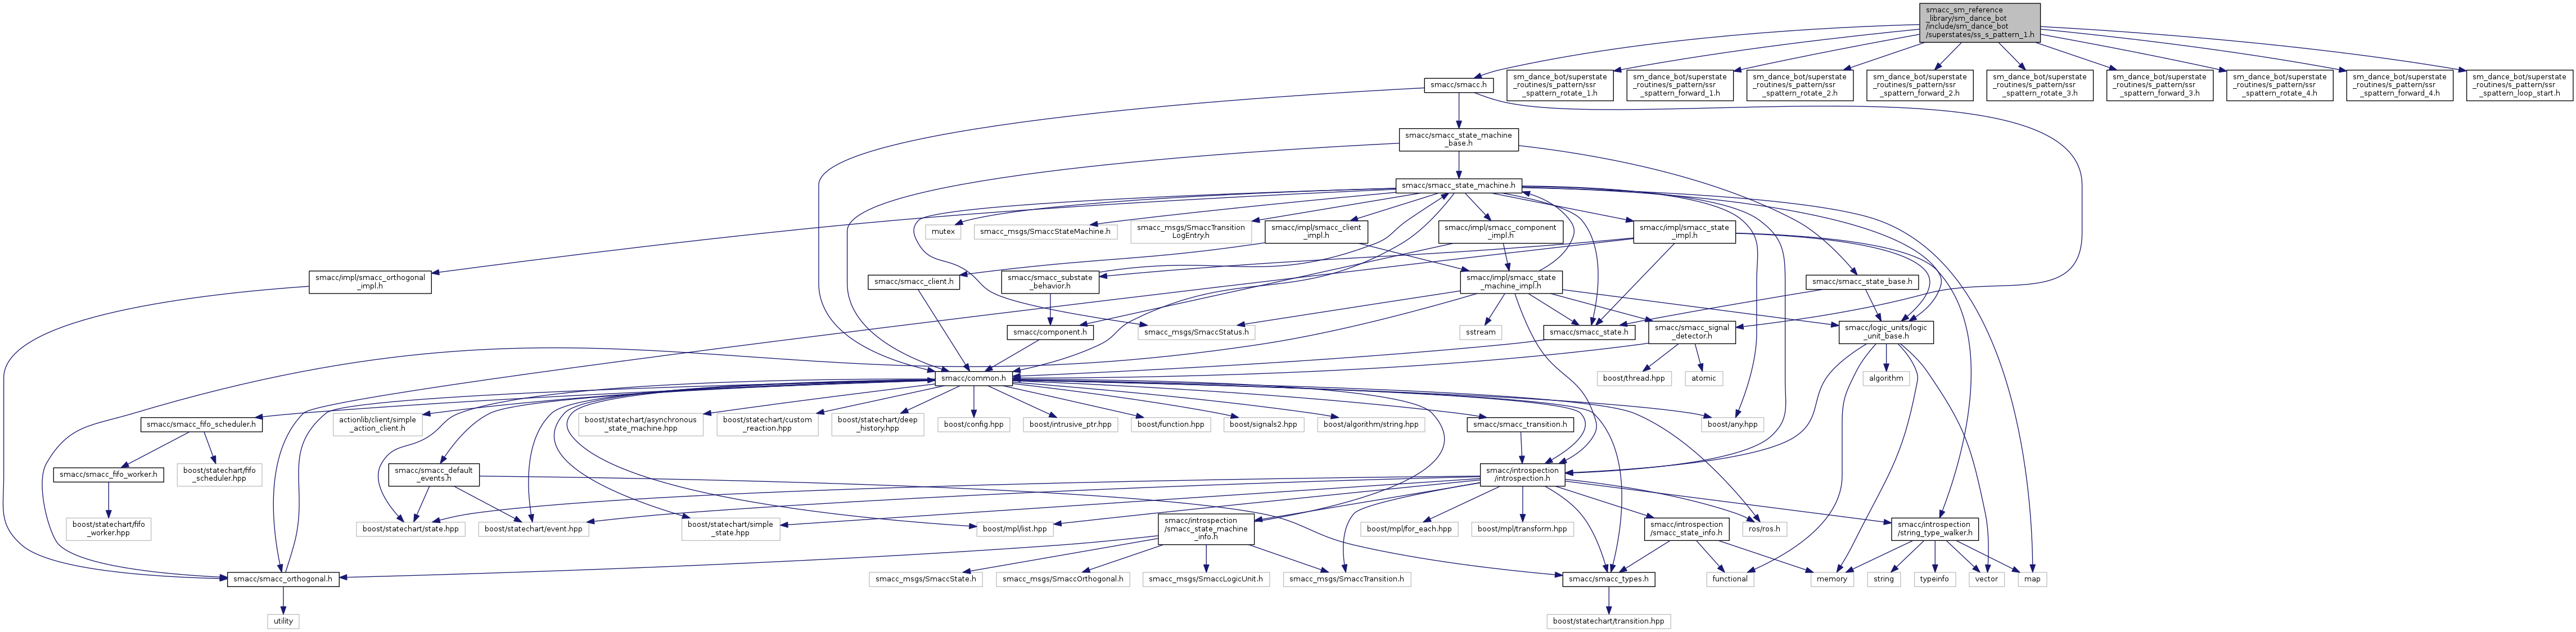 smacc_sm_reference
_library/sm_dance_bot
/include/sm_dance_bot
/superstates/ss_s_pattern_1.h
smacc/smacc.h
sm_dance_bot/superstate
_routines/s_pattern/ssr
_spattern_rotate_1.h
sm_dance_bot/superstate
_routines/s_pattern/ssr
_spattern_forward_1.h
sm_dance_bot/superstate
_routines/s_pattern/ssr
_spattern_rotate_2.h
sm_dance_bot/superstate
_routines/s_pattern/ssr
_spattern_forward_2.h
sm_dance_bot/superstate
_routines/s_pattern/ssr
_spattern_rotate_3.h
sm_dance_bot/superstate
_routines/s_pattern/ssr
_spattern_forward_3.h
sm_dance_bot/superstate
_routines/s_pattern/ssr
_spattern_rotate_4.h
sm_dance_bot/superstate
_routines/s_pattern/ssr
_spattern_forward_4.h
sm_dance_bot/superstate
_routines/s_pattern/ssr
_spattern_loop_start.h
smacc/smacc_state_machine
_base.h
smacc/smacc_state_machine.h
mutex
smacc_msgs/SmaccStateMachine.h
smacc_msgs/SmaccTransition
LogEntry.h
smacc/impl/smacc_client
_impl.h
smacc/impl/smacc_component
_impl.h
smacc/impl/smacc_state
_impl.h
smacc/impl/smacc_orthogonal
_impl.h
smacc/smacc_client.h
smacc/smacc_substate
_behavior.h
smacc/impl/smacc_state
_machine_impl.h
smacc/smacc_state_base.h
smacc/component.h
smacc_msgs/SmaccStatus.h
sstream
smacc/smacc_state.h
smacc/smacc_signal
_detector.h
smacc/logic_units/logic
_unit_base.h
smacc/common.h
boost/thread.hpp
atomic
algorithm
smacc/smacc_fifo_scheduler.h
actionlib/client/simple
_action_client.h
boost/statechart/asynchronous
_state_machine.hpp
boost/statechart/custom
_reaction.hpp
boost/statechart/deep
_history.hpp
boost/config.hpp
boost/intrusive_ptr.hpp
boost/function.hpp
boost/signals2.hpp
boost/algorithm/string.hpp
smacc/smacc_transition.h
boost/any.hpp
smacc/smacc_fifo_worker.h
boost/statechart/fifo
_scheduler.hpp
smacc/smacc_default
_events.h
smacc/introspection
/introspection.h
boost/statechart/fifo
_worker.hpp
boost/statechart/state.hpp
boost/statechart/event.hpp
boost/statechart/simple
_state.hpp
boost/mpl/list.hpp
smacc/introspection
/smacc_state_machine
_info.h
boost/mpl/for_each.hpp
boost/mpl/transform.hpp
smacc/introspection
/smacc_state_info.h
ros/ros.h
smacc/introspection
/string_type_walker.h
smacc/smacc_orthogonal.h
smacc_msgs/SmaccState.h
smacc_msgs/SmaccOrthogonal.h
smacc_msgs/SmaccLogicUnit.h
smacc_msgs/SmaccTransition.h
smacc/smacc_types.h
functional
memory
string
typeinfo
vector
map
utility
boost/statechart/transition.hpp